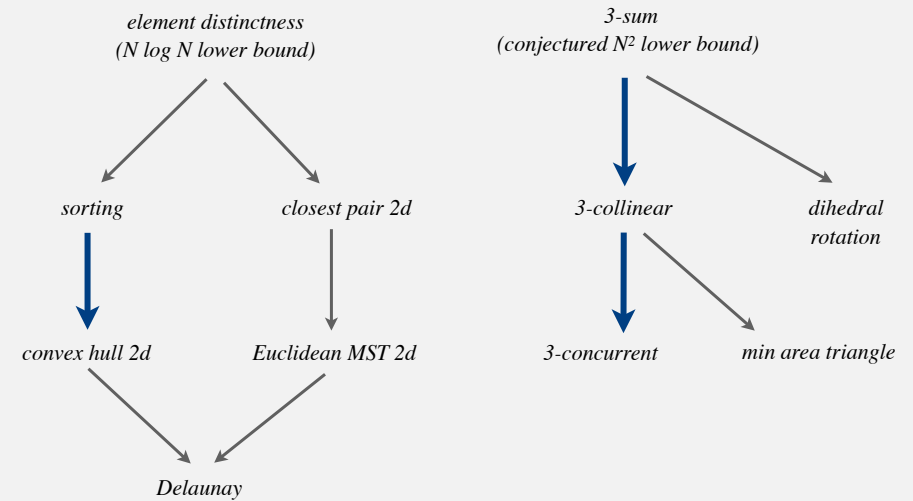 element distinctness
(N log N lower bound)
3-sum
(conjectured N² lower bound)
sorting
closest pair 2d
3-collinear
dihedral
rotation
convex hull 2d
Euclidean MST 2d
3-concurrent
min area triangle
Delaunay